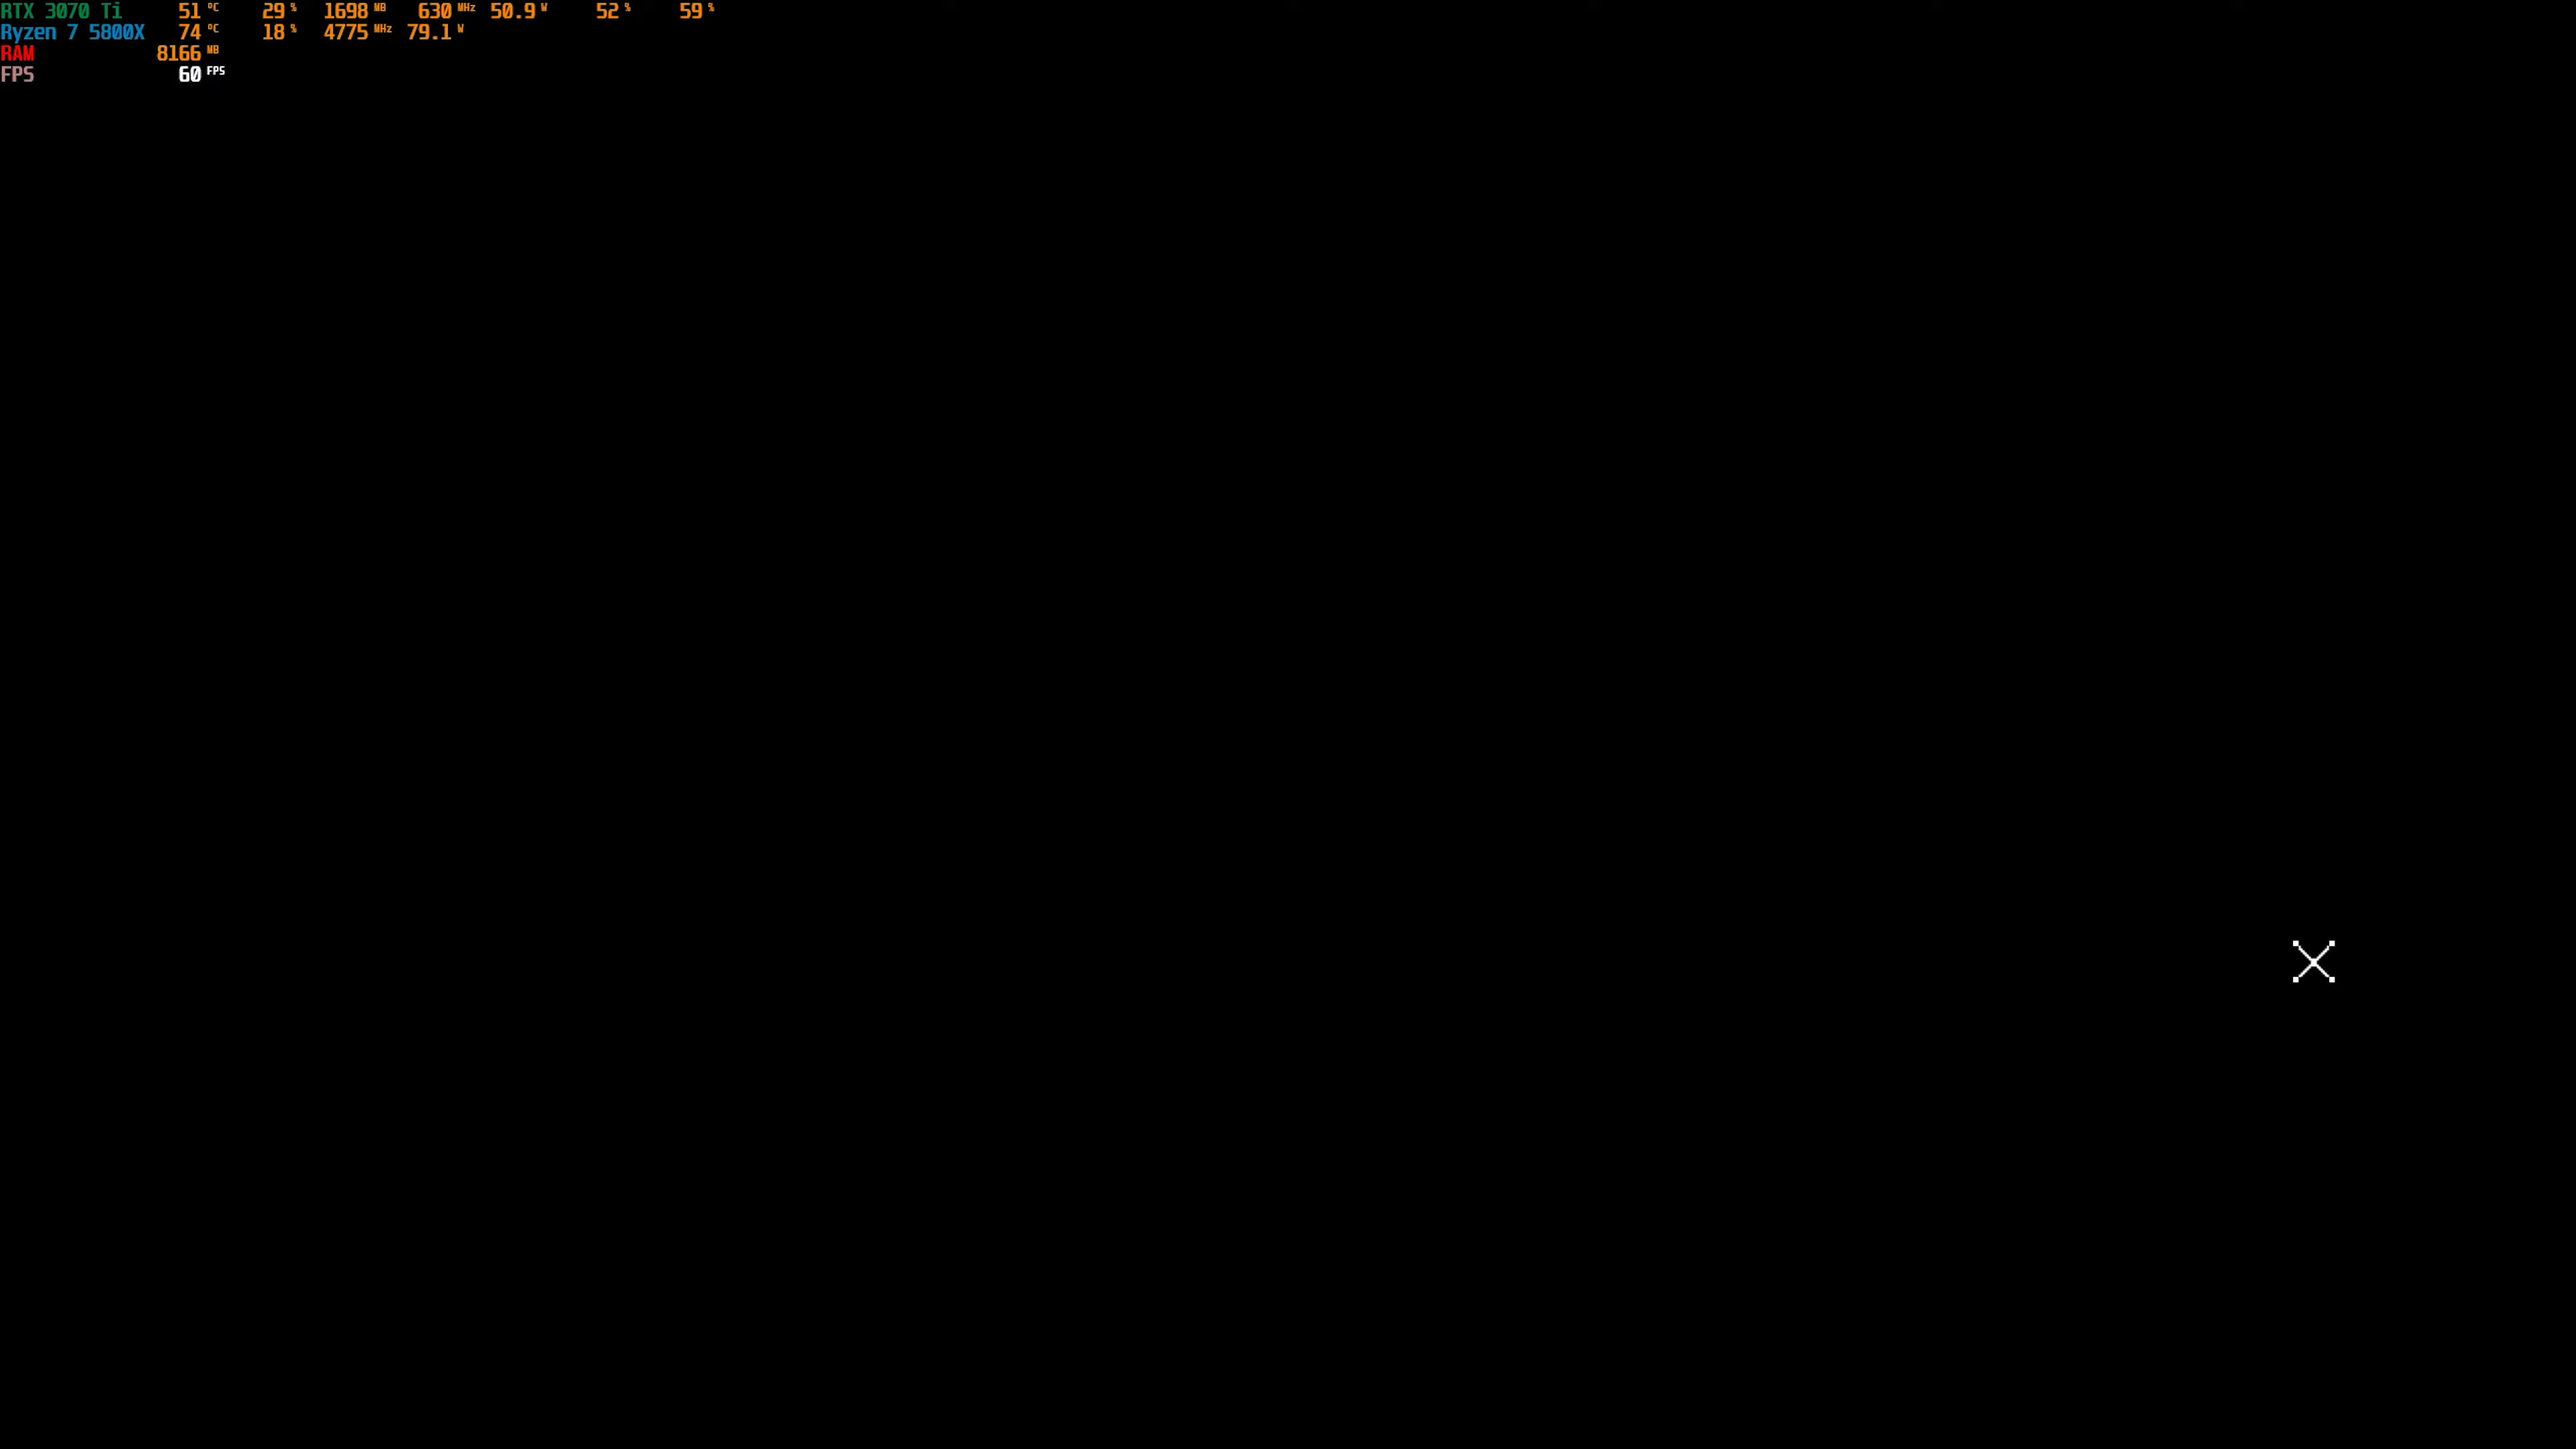 RTX 3070 Ti 51 °C 29 % 1698 MB 630 MHz 50.9 W 52 % 59 %
Ryzen 7 5800X 74 °C 18 % 4775 MHz 79.1 W
RAM 8166 MB
FPS 60 FPS